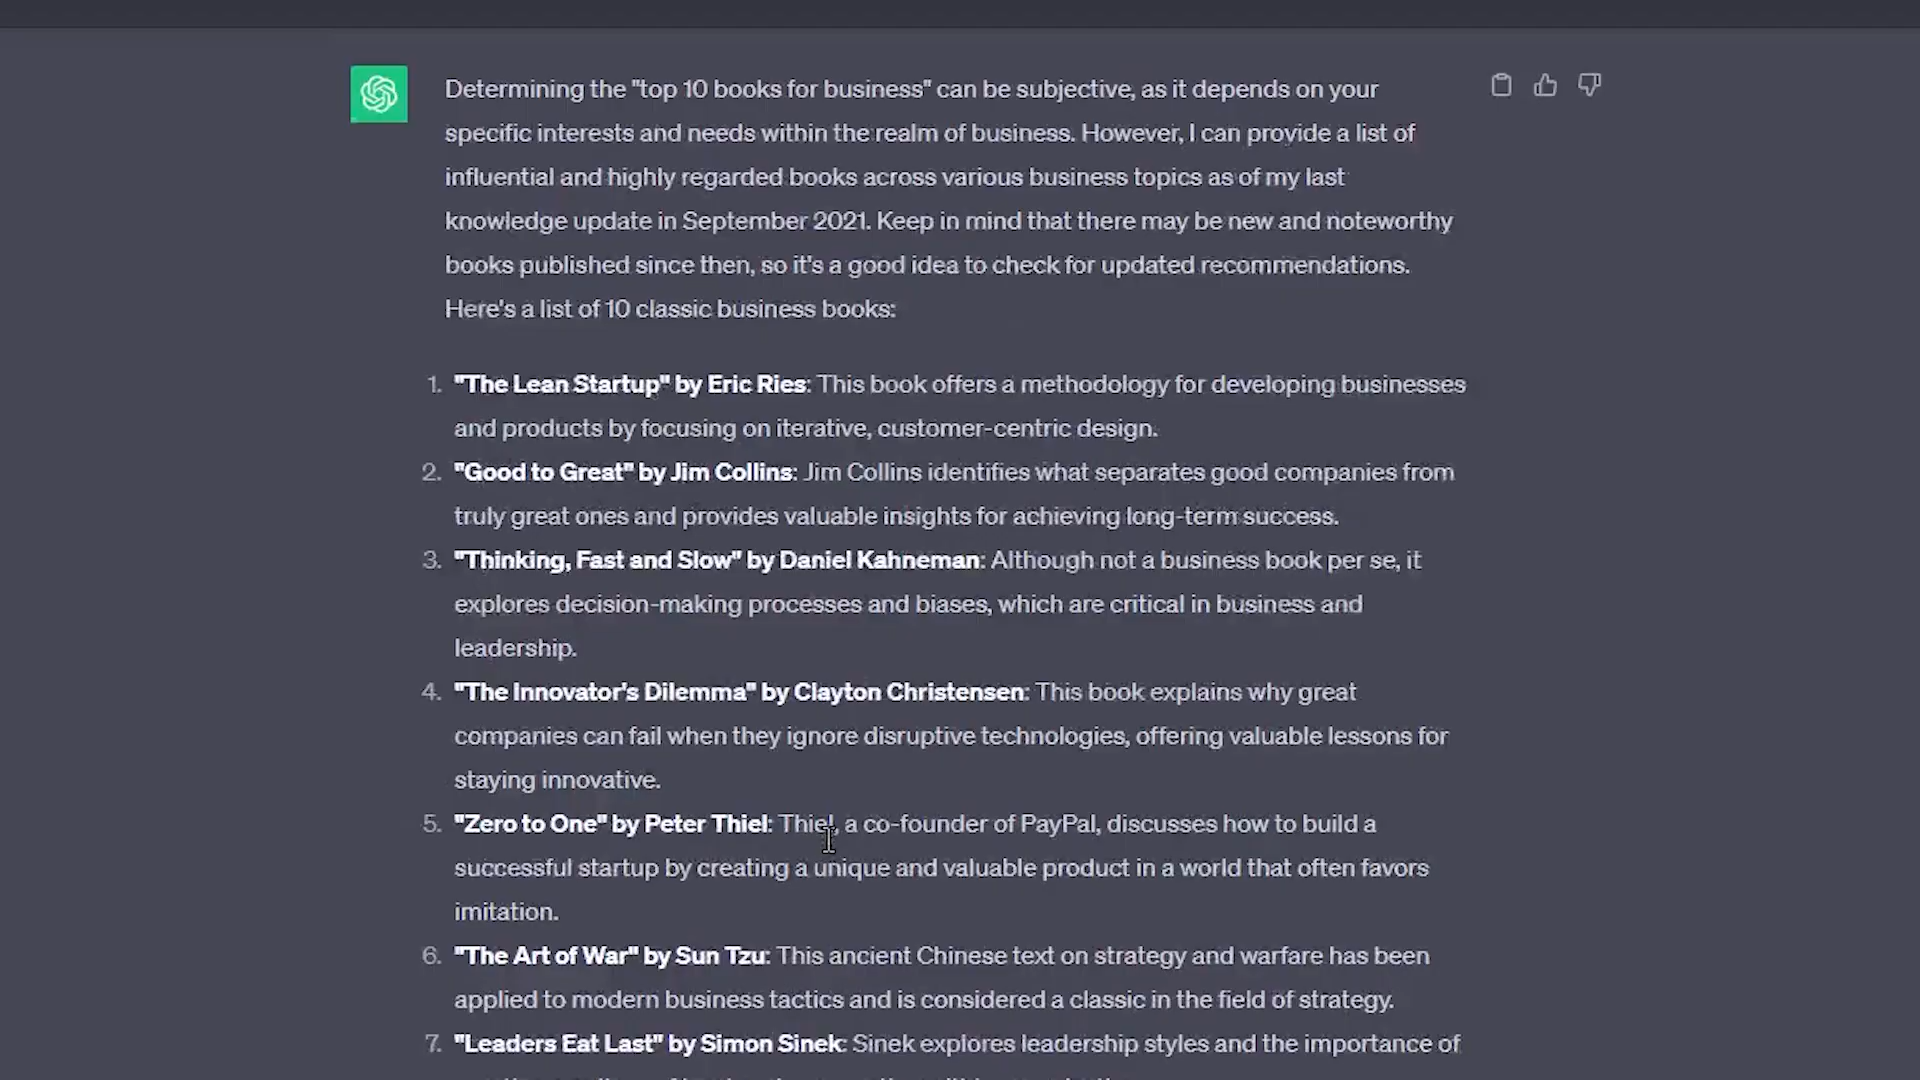 Determining the "top 10 books for business" can be subjective, as it depends on your
specific interests and needs within the realm of business. However, I can provide a list of
influential and highly regarded books across various business topics as of my last
knowledge update in September 2021. Keep in mind that there may be new and noteworthy
books published since then, so it's a good idea to check for updated recommendations.
Here's a list of 10 classic business books:
1. "The Lean Startup" by Eric Ries: This book offers a methodology for developing businesses
and products by focusing on iterative, customer-centric design.
2. "Good to Great" by Jim Collins: Jim Collins identifies what separates good companies from
truly great ones and provides valuable insights for achieving long-term success.
3. "Thinking, Fast and Slow" by Daniel Kahneman: Although not a business book per se, it
explores decision-making processes and biases, which are critical in business and
leadership.
4. "The Innovator's Dilemma" by Clayton Christensen: This book explains why great
companies can fail when they ignore disruptive technologies, offering valuable lessons for
staying innovative.
5. "Zero to One" by Peter Thiel: Thiel, a co-founder of PayPal, discusses how to build a
successful startup by creating a unique and valuable product in a world that often favors
imitation.
6. "The Art of War" by Sun Tzu: This ancient Chinese text on strategy and warfare has been
applied to modern business tactics and is considered a classic in the field of strategy.
7. "Leaders Eat Last" by Simon Sinek: Sinek explores leadership styles and the importance of